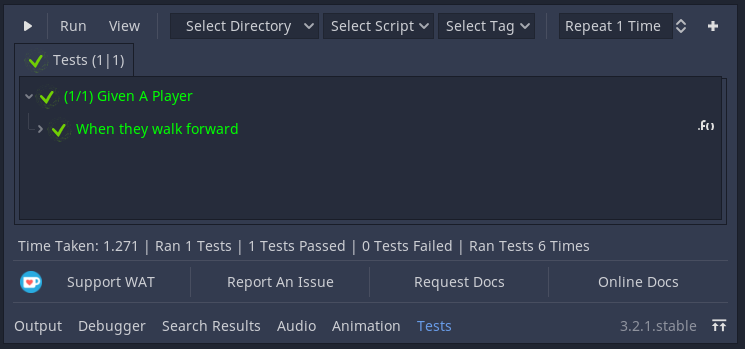 Run View Select Directory Select Script Select Tag Repeat 1 Time
Tests (1|1)
(1/1) Given A Player
When they walk forward
Time Taken: 1.271 | Ran 1 Tests | 1 Tests Passed | 0 Tests Failed | Ran Tests 6 Times
Support WAT Report An Issue Request Docs Online Docs
Output Debugger Search Results Audio Animation Tests 3.2.1.stable